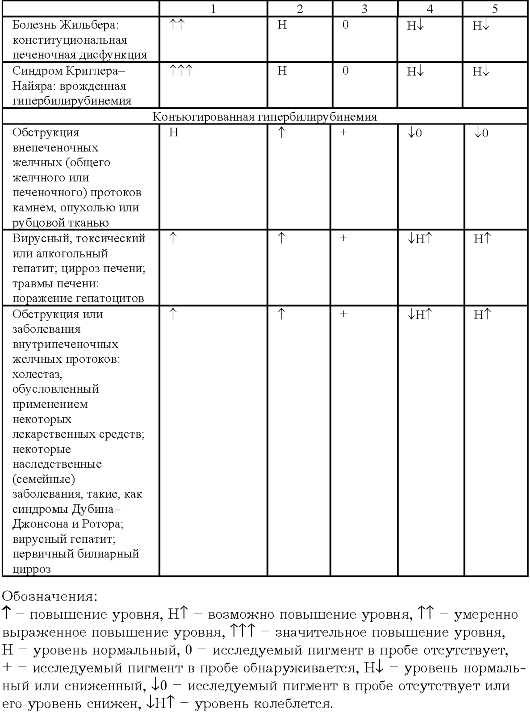 1 2 3 4 5
Болезнь Жильбера: ↑↑ Н 0 Н↓ Н↓
конституциональная
печеночная дисфункция
Синдром Криглера– ↑↑↑ Н 0 Н↓ Н↓
Найяра: врожденная
гипербилирубинемия
Конъюгированная гипербилирубинемия
Обструкция Н ↑ + ↓0 ↓0
внепеченочных
желчных (общего
желчного или
печеночного) протоков
камнем, опухолью или
рубцовой тканью
Вирусный, токсический ↑ ↑ + ↓Н↑ Н↑
или алкогольный
гепатит; цирроз печени;
травмы печени:
поражение гепатоцитов
Обструкция или ↑ ↑ + ↓Н↑ Н↑
заболевания
внутрипеченочных
желчных протоков:
холестаз,
обусловленный
применением
некоторых
лекарственных средств;
некоторые
наследственные
(семейные)
заболевания, такие, как
синдромы Дубина–
Джонсона и Ротора;
вирусный гепатит;
первичный билиарный
цирроз
Обозначения:
↑ – повышение уровня, Н↑ – возможно повышение уровня, ↑↑ – умеренно
выраженное повышение уровня, ↑↑↑ – значительное повышение уровня,
Н – уровень нормальный, 0 – исследуемый пигмент в пробе отсутствует,
+ – исследуемый пигмент в пробе обнаруживается, Н↓ – уровень нормаль-
ный или сниженный, ↓0 – исследуемый пигмент в пробе отсутствует или
его уровень снижен, ↓Н↑ – уровень колеблется.